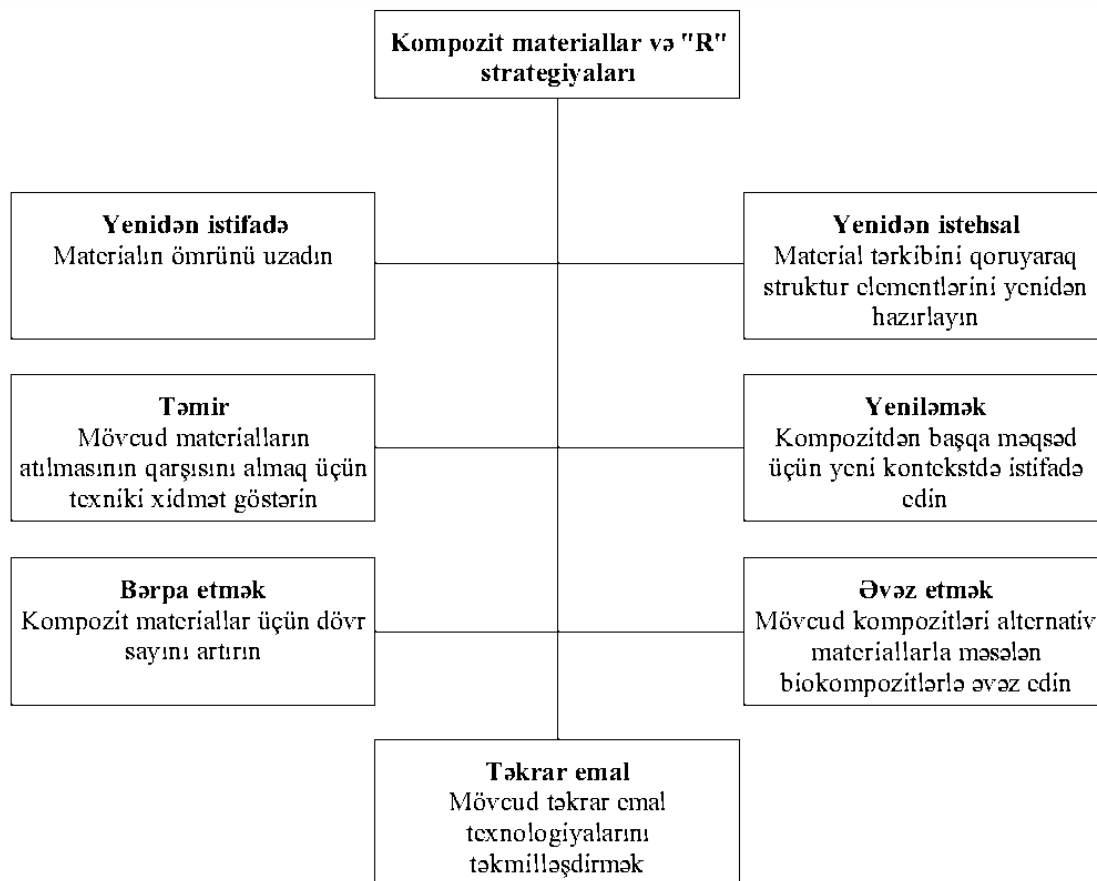 Kompozit materiallar və "R"
strategiyaları
Yenidən istifadə
Materialın ömrünü uzadın
Yenidən istehsal
Material tərkibini qoruyaraq
struktur elementlərini yenidən
hazırlayın
Təmir
Mövcud materialların
atılmasının qarşısını almaq üçün
texniki xidmət göstərin
Yeniləmək
Kompozitdən başqa məqsəd
üçün yeni kontekstdə istifadə
edin
Bərpa etmək
Kompozit materiallar üçün dövr
sayını artırın
Əvəz etmək
Mövcud kompozitləri alternativ
materiallarla məsələn
biokompozitlərlə əvəz edin
Təkrar emal
Mövcud təkrar emal
texnologiyalarını
təkmilləşdirmək